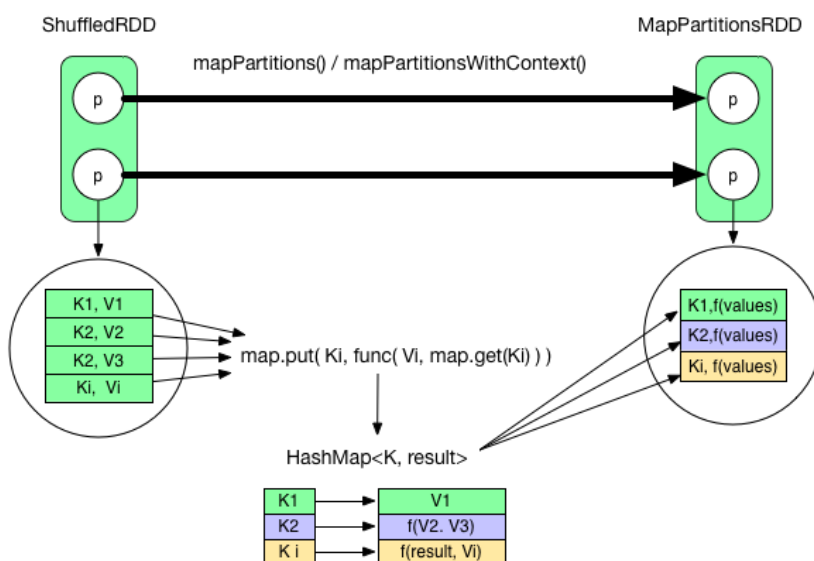 ShuffledRDD
MapPartitionsRDD
mapPartitions() / mapPartitionsWithContext()
p
p
p
p
K1, V1
K2, V2
K2, V3
Ki, Vi
map.put( Ki, func( Vi, map.get(Ki) ) )
K1,f(values)
K2,f(values)
Ki, f(values)
HashMap<K, result>
K1
V1
K2
f(V2. V3)
K i
f(result, Vi)